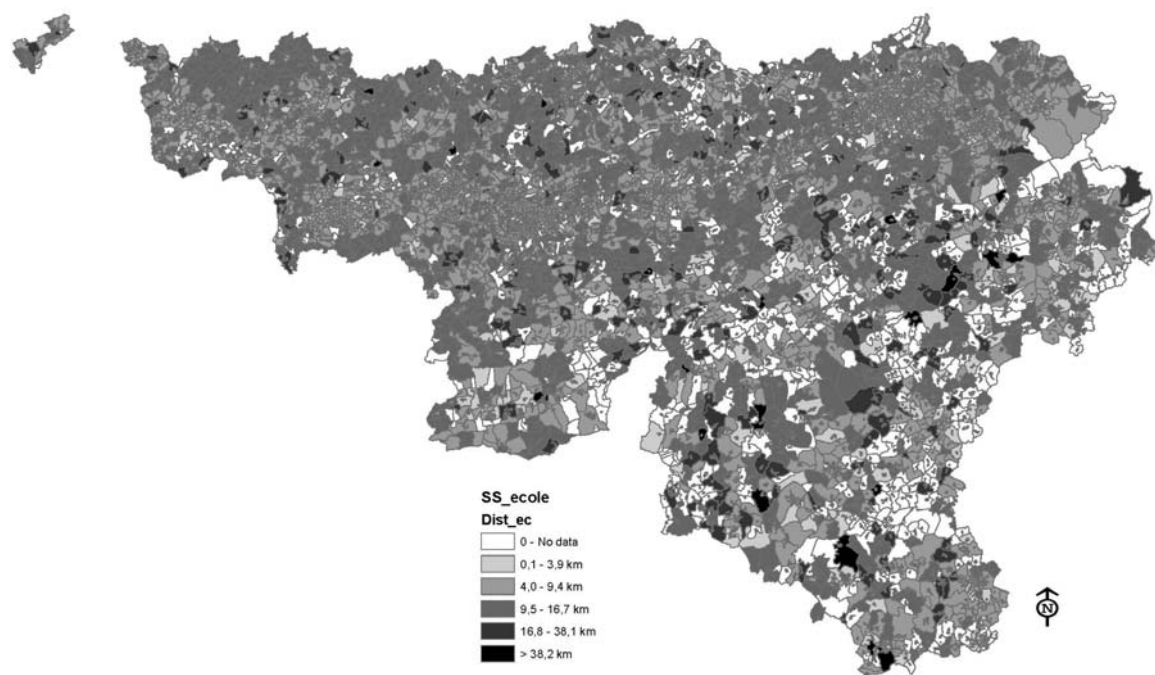 SS_ecole
Dist_ec
0 - No data
0,1 - 3,9 km
4,0 - 9,4 km
9,5 - 16,7 km
16,8 - 38,1 km
> 38,2 km
N